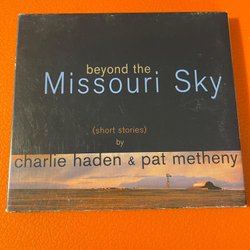 beyond the
Missouri Sky
(short stories)
by
charlie haden & pat metheny